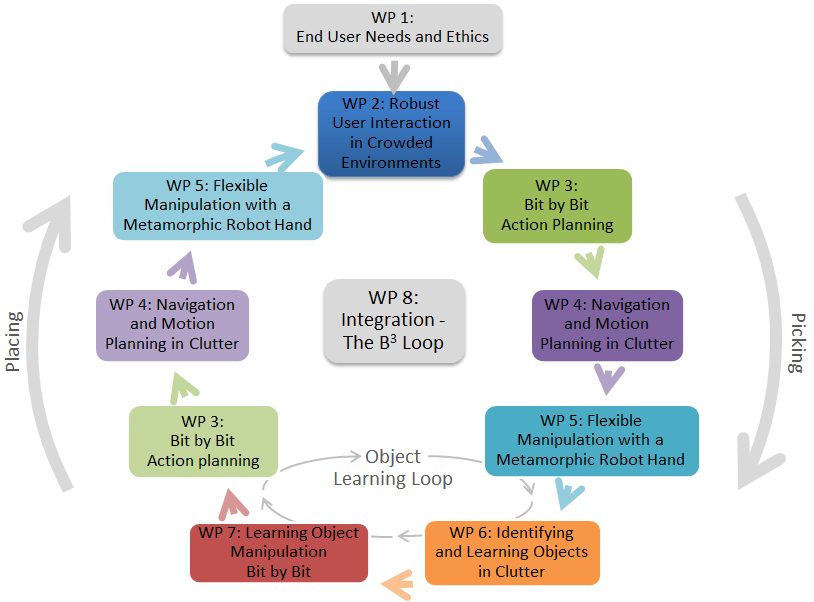 WP 1:
End User Needs and Ethics
WP 2: Robust
User Interaction
in Crowded
Environments
WP 5: Flexible
Manipulation with a
Metamorphic Robot Hand
WP 3:
Bit by Bit
Action Planning
WP 4: Navigation
and Motion
Planning in Clutter
WP 8:
Integration -
The B³ Loop
WP 4: Navigation
and Motion
Planning in Clutter
Placing
Picking
WP 3:
Bit by Bit
Action planning
Object
Learning Loop
WP 5: Flexible
Manipulation with a
Metamorphic Robot Hand
WP 7: Learning Object
Manipulation
Bit by Bit
WP 6: Identifying
and Learning Objects
in Clutter